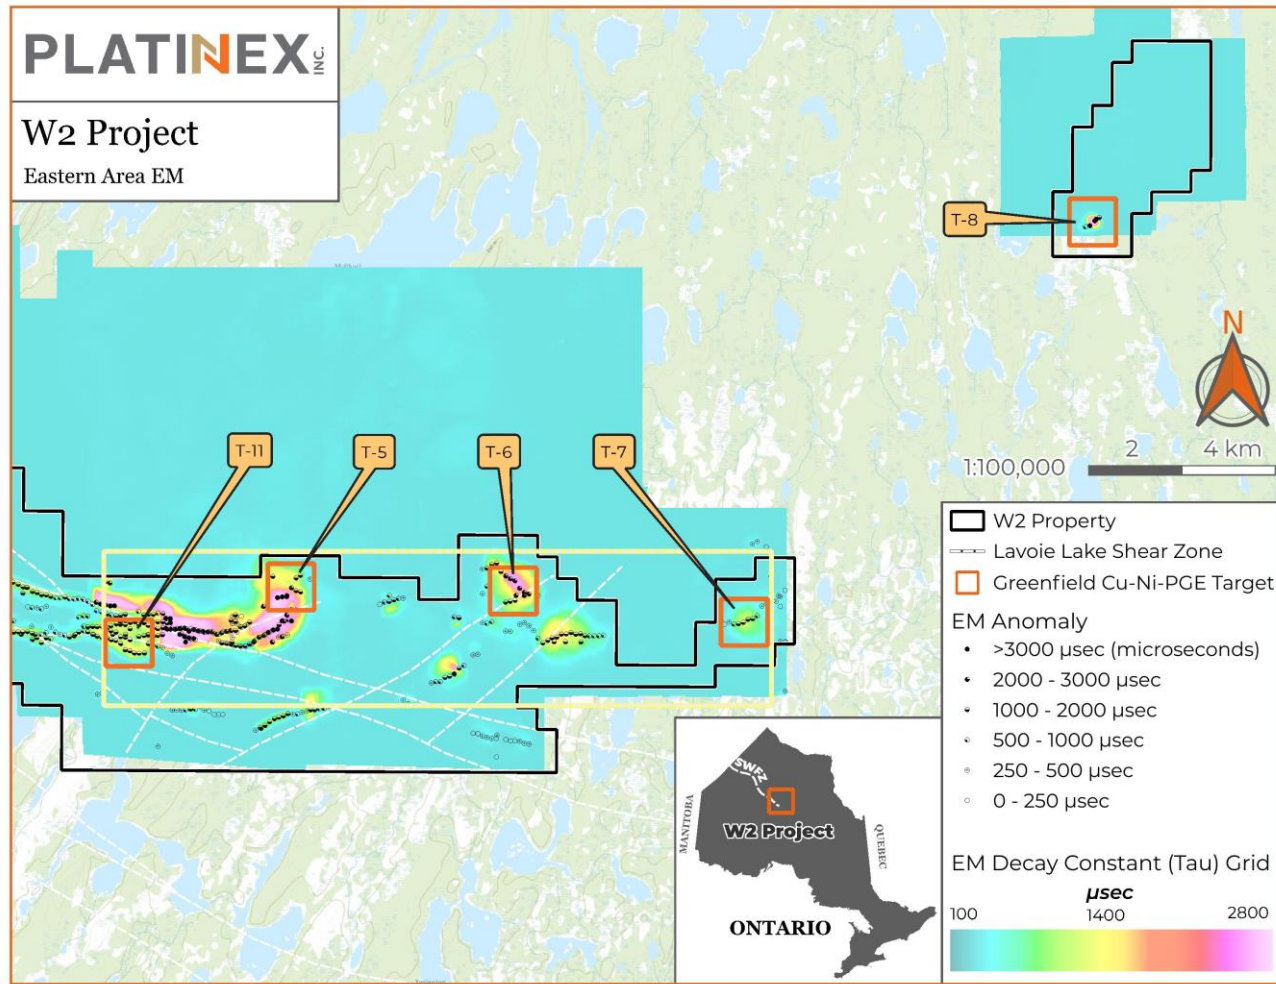 PLATINEX INC.
W2 Project
Eastern Area EM
T-8
N
2 4 km
1:100,000
T-11
T-5
T-6
T-7
W2 Property
Lavoie Lake Shear Zone
Greenfield Cu-Ni-PGE Target
EM Anomaly
>3000 µsec (microseconds)
2000 - 3000 µsec
1000 - 2000 µsec
500 - 1000 µsec
250 - 500 µsec
0 - 250 µsec
EM Decay Constant (Tau) Grid
µsec
100 1400 2800
SWFZ
W2 Project
MANITOBA
QUEBEC
ONTARIO